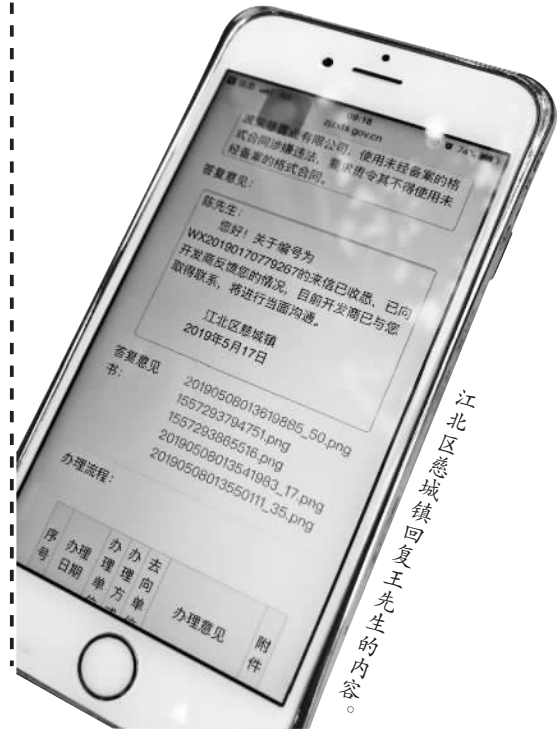 09:18
zjzxts.gov.cn
有限公司，使用未经备案的格
式合同涉嫌违法，要求责令其不得使用未
经备案的格式合同。
答复意见：
陈先生：
您好！关于编号为
WX20190170779267的来信已收悉，已向
开发商反馈您的情况，目前开发商已与您
取得联系，将进行当面沟通。
江北区慈城镇
2019年5月17日
答复意见
书：
20190508013619885_50.png
1557293794751.png
1557293865516.png
20190508013541983_17.png
20190508013550111_35.png
办理流程：
序号
办理日期
办理单
办理方
去向单
办理意见
附件
江北区慈城镇回复王先生的内容。